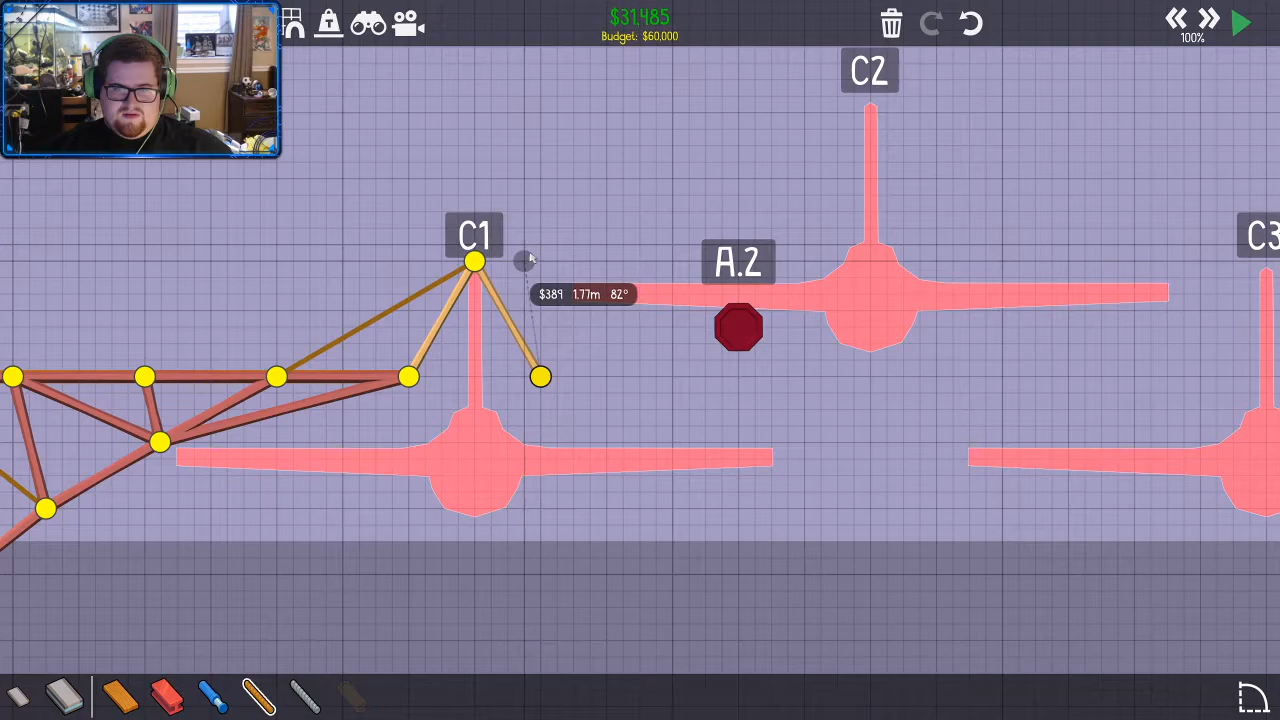 $31,485
Budget: $60,000
100%
C2
C1
A.2
C3
$389 1.77m 82°